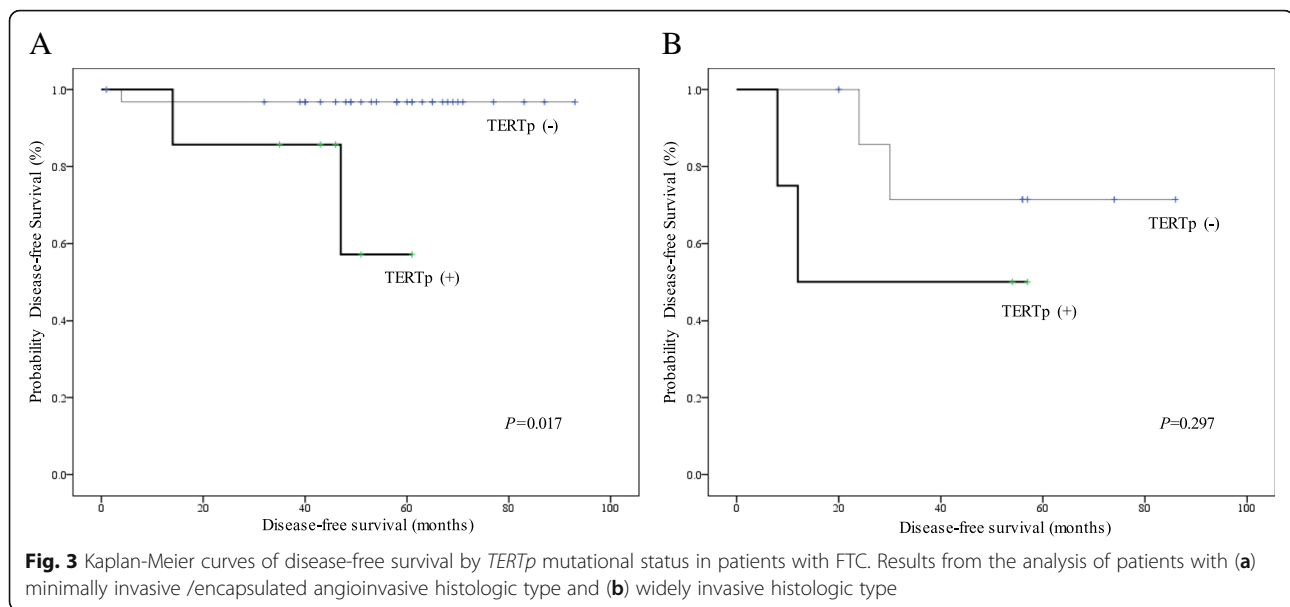 A
B
1.0
0.8
0.6
0.4
0.2
0.0
Probability Disease-free Survival (%)
TERTp (-)
TERTp (+)
P=0.017
0 20 40 60 80 100
Disease-free survival (months)
1.0
0.8
0.6
0.4
0.2
0.0
Probability Disease-free Survival (%)
TERTp (-)
TERTp (+)
P=0.297
0 20 40 60 80 100
Disease-free survival (months)
Fig. 3 Kaplan-Meier curves of disease-free survival by TERTp mutational status in patients with FTC. Results from the analysis of patients with (a)
minimally invasive /encapsulated angioinvasive histologic type and (b) widely invasive histologic type